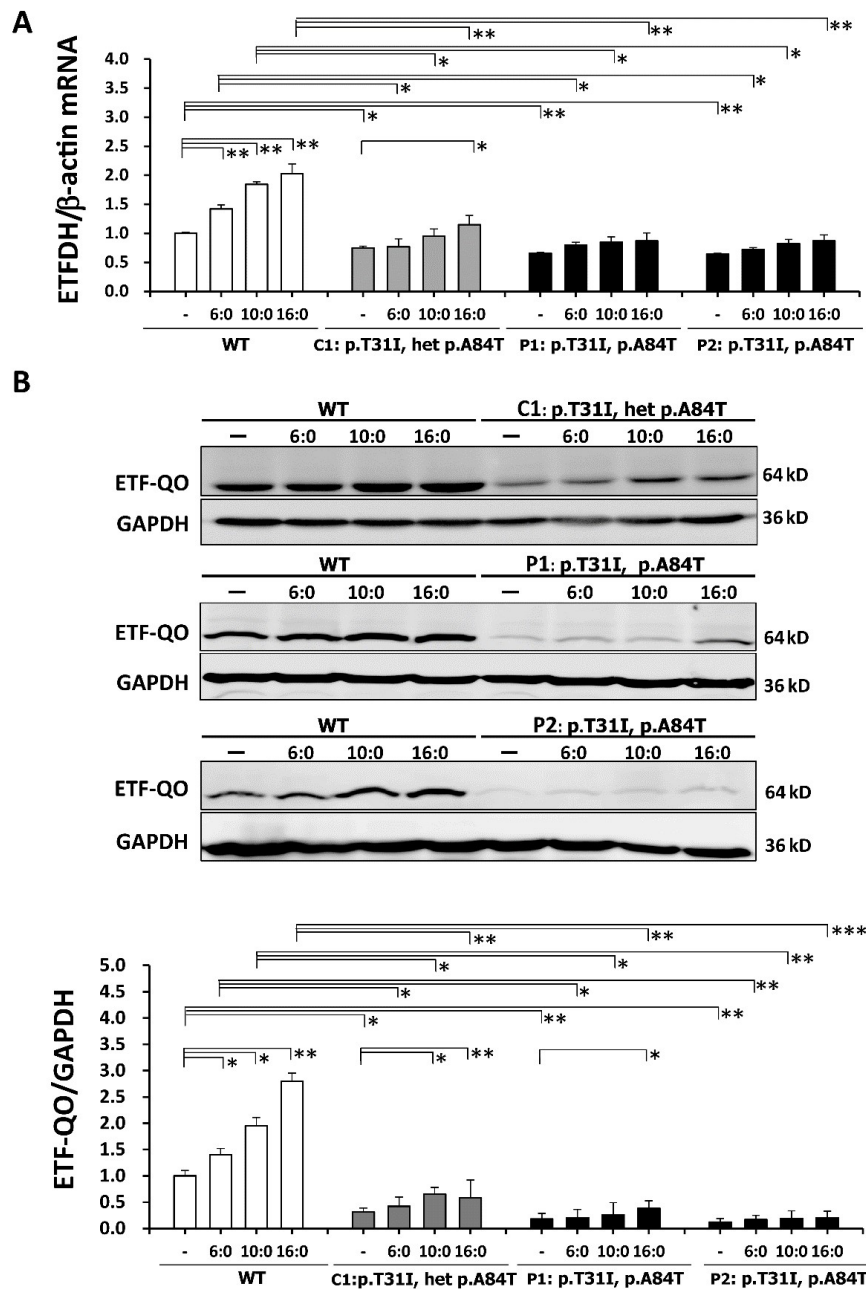 A
** ** **
* * *
4.0
3.5
* * *
3.0
* ** **
2.5
** ** ** *
2.0
1.5
1.0
0.5
0.0
ETFDH/β-actin mRNA
- 6:0 10:0 16:0 - 6:0 10:0 16:0 - 6:0 10:0 16:0 - 6:0 10:0 16:0
WT C1: p.T31I, het p.A84T P1: p.T31I, p.A84T P2: p.T31I, p.A84T
B
WT C1: p.T31I, het p.A84T
— 6:0 10:0 16:0 — 6:0 10:0 16:0
ETF-QO 64 kD
GAPDH 36 kD
WT P1: p.T31I, p.A84T
— 6:0 10:0 16:0 — 6:0 10:0 16:0
ETF-QO 64 kD
GAPDH 36 kD
WT P2: p.T31I, p.A84T
— 6:0 10:0 16:0 — 6:0 10:0 16:0
ETF-QO 64 kD
GAPDH 36 kD
** ** ***
5.0 * * **
4.5
* * **
4.0
* ** **
3.5
* * ** * ** *
3.0
2.5
2.0
1.5
1.0
0.5
0.0
ETF-QO/GAPDH
- 6:0 10:0 16:0 - 6:0 10:0 16:0 - 6:0 10:0 16:0 - 6:0 10:0 16:0
WT C1:p.T31I, het p.A84T P1: p.T31I, p.A84T P2: p.T31I, p.A84T